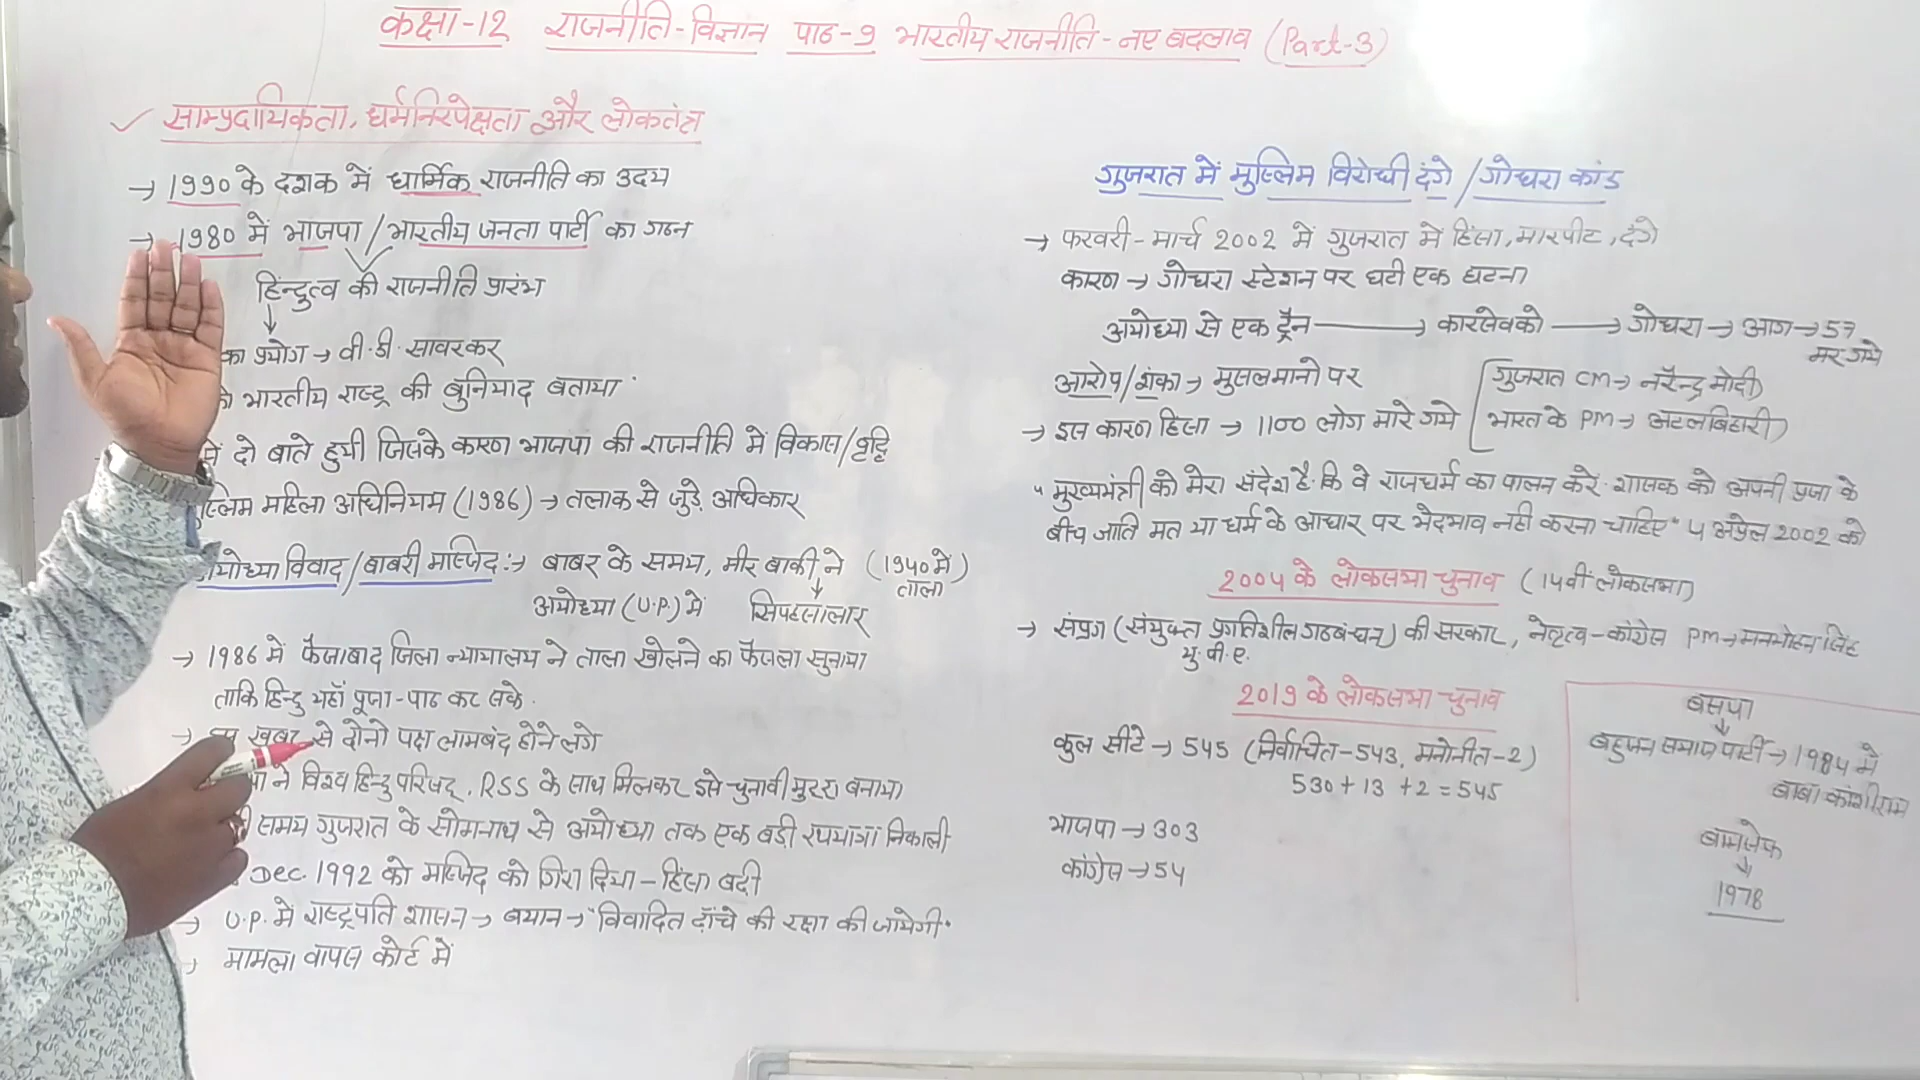 कक्षा-12 राजनीति-विज्ञान पाठ-9 भारतीय राजनीति-नए बदलाव (Part-3)
साम्प्रदायिकता, धर्मनिरपेक्षता और लोकतंत्र
→ 1990 के दशक में धार्मिक राजनीति का उदय
→ 1980 में भाजपा/भारतीय जनता पार्टी का गठन
हिन्दुत्व की राजनीति प्रारंभ
का प्रयोग → वी.डी. सावरकर
भारतीय राष्ट्र की बुनियाद बताया
में दो बाते हुयी जिसके कारण भाजपा की राजनीति में विकास/वृद्धि
मुस्लिम महिला अधिनियम (1986) → तलाक से जुड़े अधिकार
अयोध्या विवाद/बाबरी मस्जिद :→ बाबर के समय, मीर बाकी ने (1940 में)
ताला
अयोध्या (U.P.) में सिपहसालार
→ 1986 में फैजाबाद जिला न्यायालय ने ताला खोलने का फैसला सुनाया
ताकि हिन्दु यहाँ पूजा-पाठ कर सके.
→ इस खबर से दोनो पक्ष लामबंद होने लगे
ने विश्व हिन्दु परिषद, RSS के साथ मिलकर इसे चुनावी मुद्दा बनाया
समय गुजरात के सोमनाथ से अयोध्या तक एक बड़ी रथयात्रा निकाली
Dec. 1992 को मस्जिद को गिरा दिया - हिंसा बढ़ी
→ U.P. में राष्ट्रपति शासन → बयान → "विवादित ढाँचे की रक्षा की जायेगी"
→ मामला वापस कोर्ट में
गुजरात में मुस्लिम विरोधी दंगे/गोधरा कांड
→ फरवरी-मार्च 2002 में गुजरात में हिंसा, मारपीट, दंगे
कारण → गोधरा स्टेशन पर घटी एक घटना
अयोध्या से एक ट्रैन → कारसेवको → गोधरा → आग → 57
मर गये
आरोप/शंका → मुसलमानो पर
गुजरात CM → नरेन्द्र मोदी
→ इस कारण हिंसा → 1100 लोग मारे गये
भारत के PM → अटलबिहारी
"मुख्यमंत्री को मेरा संदेश है कि वे राजधर्म का पालन करें. शासक को अपनी प्रजा के
बीच जाति मत या धर्म के आधार पर भेदभाव नही करना चाहिए" 4 अप्रेल 2002 को
2004 के लोकसभा चुनाव (14वीं लोकसभा)
→ संप्रग (संयुक्त प्रगतिशील गठबंधन) की सरकार, नेतृत्व-कांग्रेस PM → मनमोहन सिंह
यु.पी.ए.
2019 के लोकसभा चुनाव
कुल सीटे → 545 (निर्वाचित-543, मनोनीत-2)
530 + 13 + 2 = 545
भाजपा → 303
कांग्रेस → 54
बसपा
बहुजन समाज पार्टी → 1984 में
बाबा कांशीराम
बामसेफ
1978